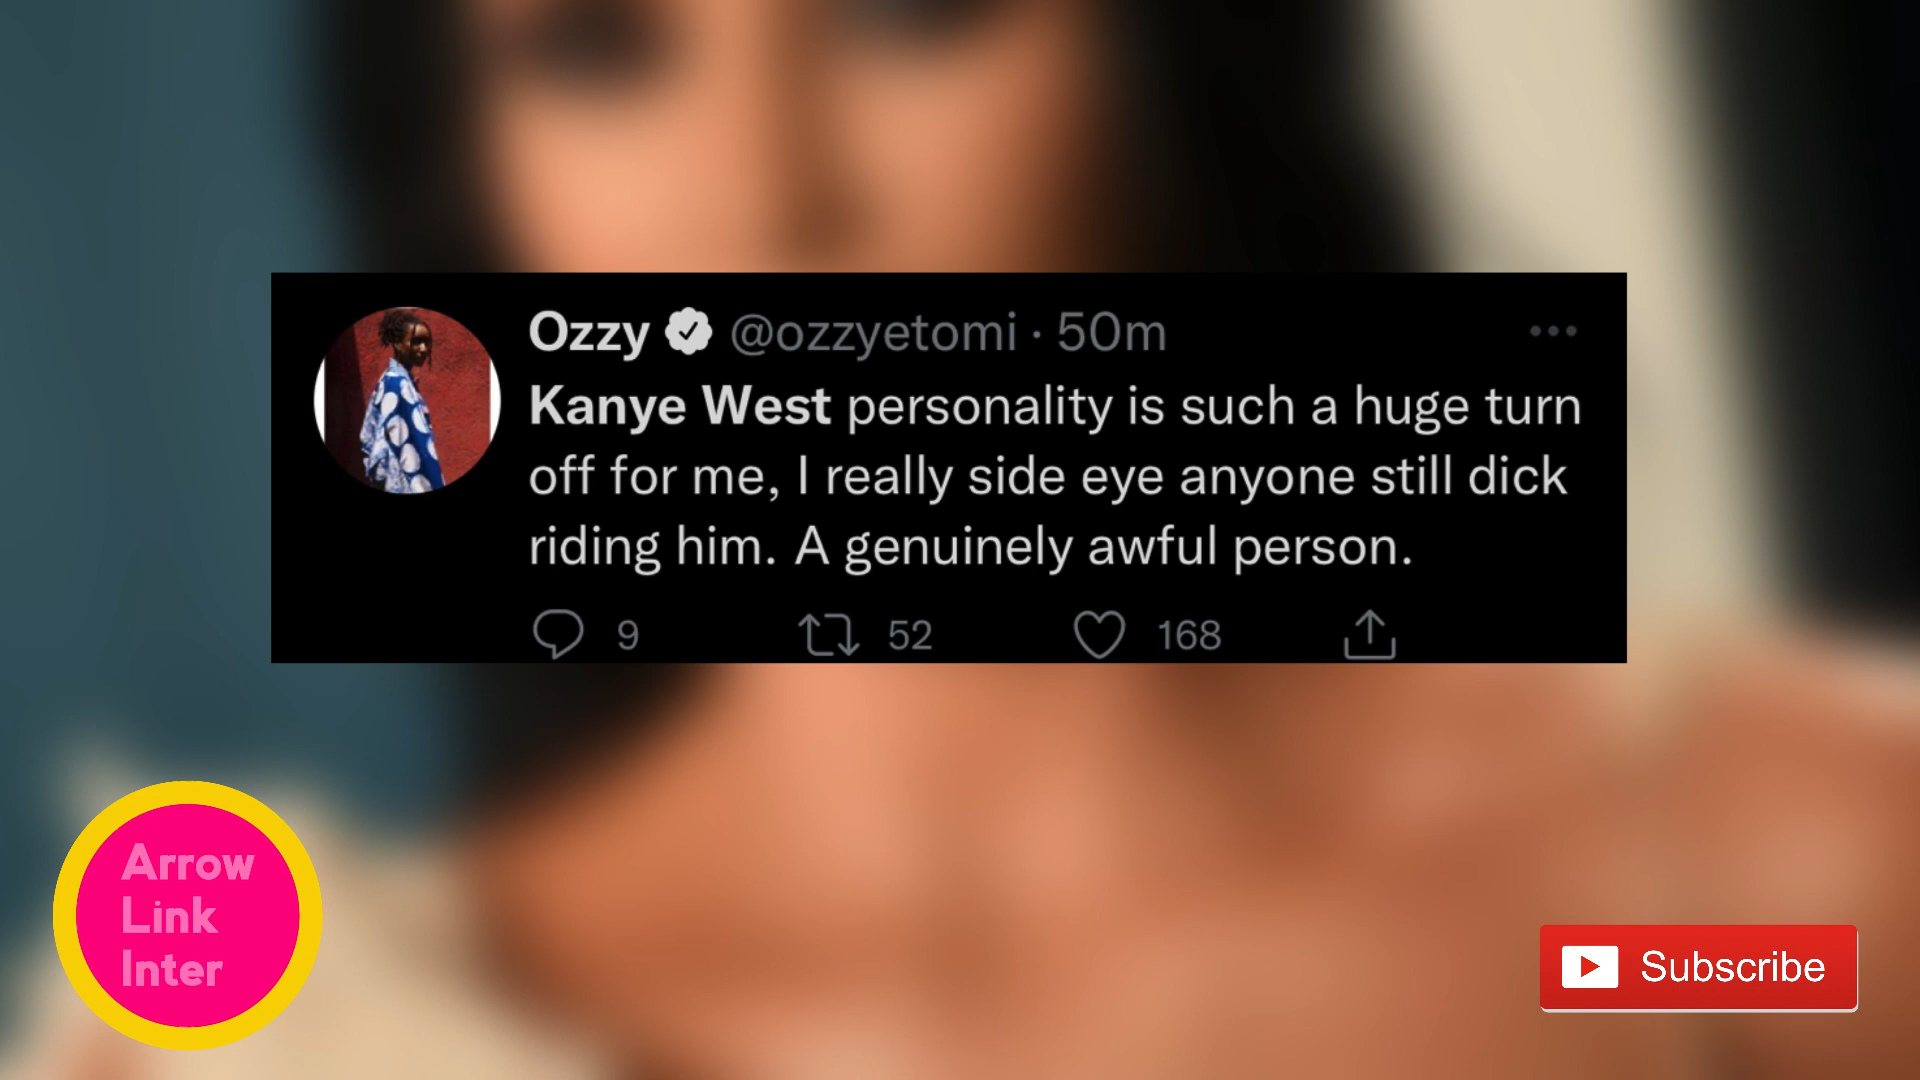 Ozzy @ozzyetomi · 50m
Kanye West personality is such a huge turn
off for me, I really side eye anyone still dick
riding him. A genuinely awful person.
9 52 168
Arrow
Link
Inter
Subscribe